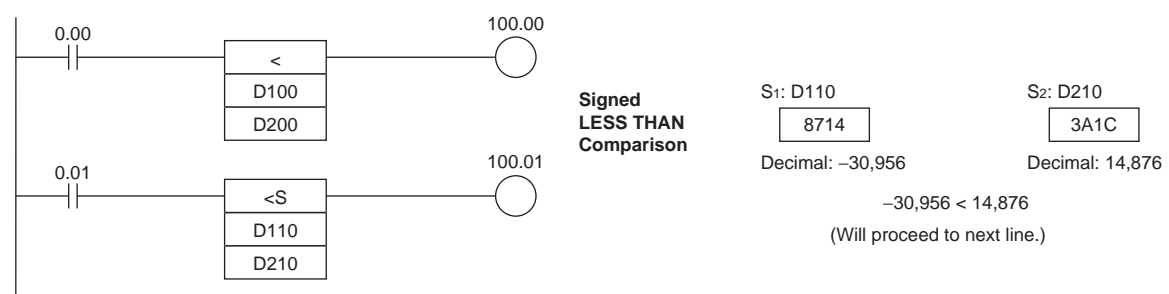 0.00
100.00
<
D100
D200
0.01
100.01
<S
D110
D210
Signed
LESS THAN
Comparison
S1: D110
S2: D210
8714
3A1C
Decimal: −30,956
Decimal: 14,876
−30,956 < 14,876
(Will proceed to next line.)